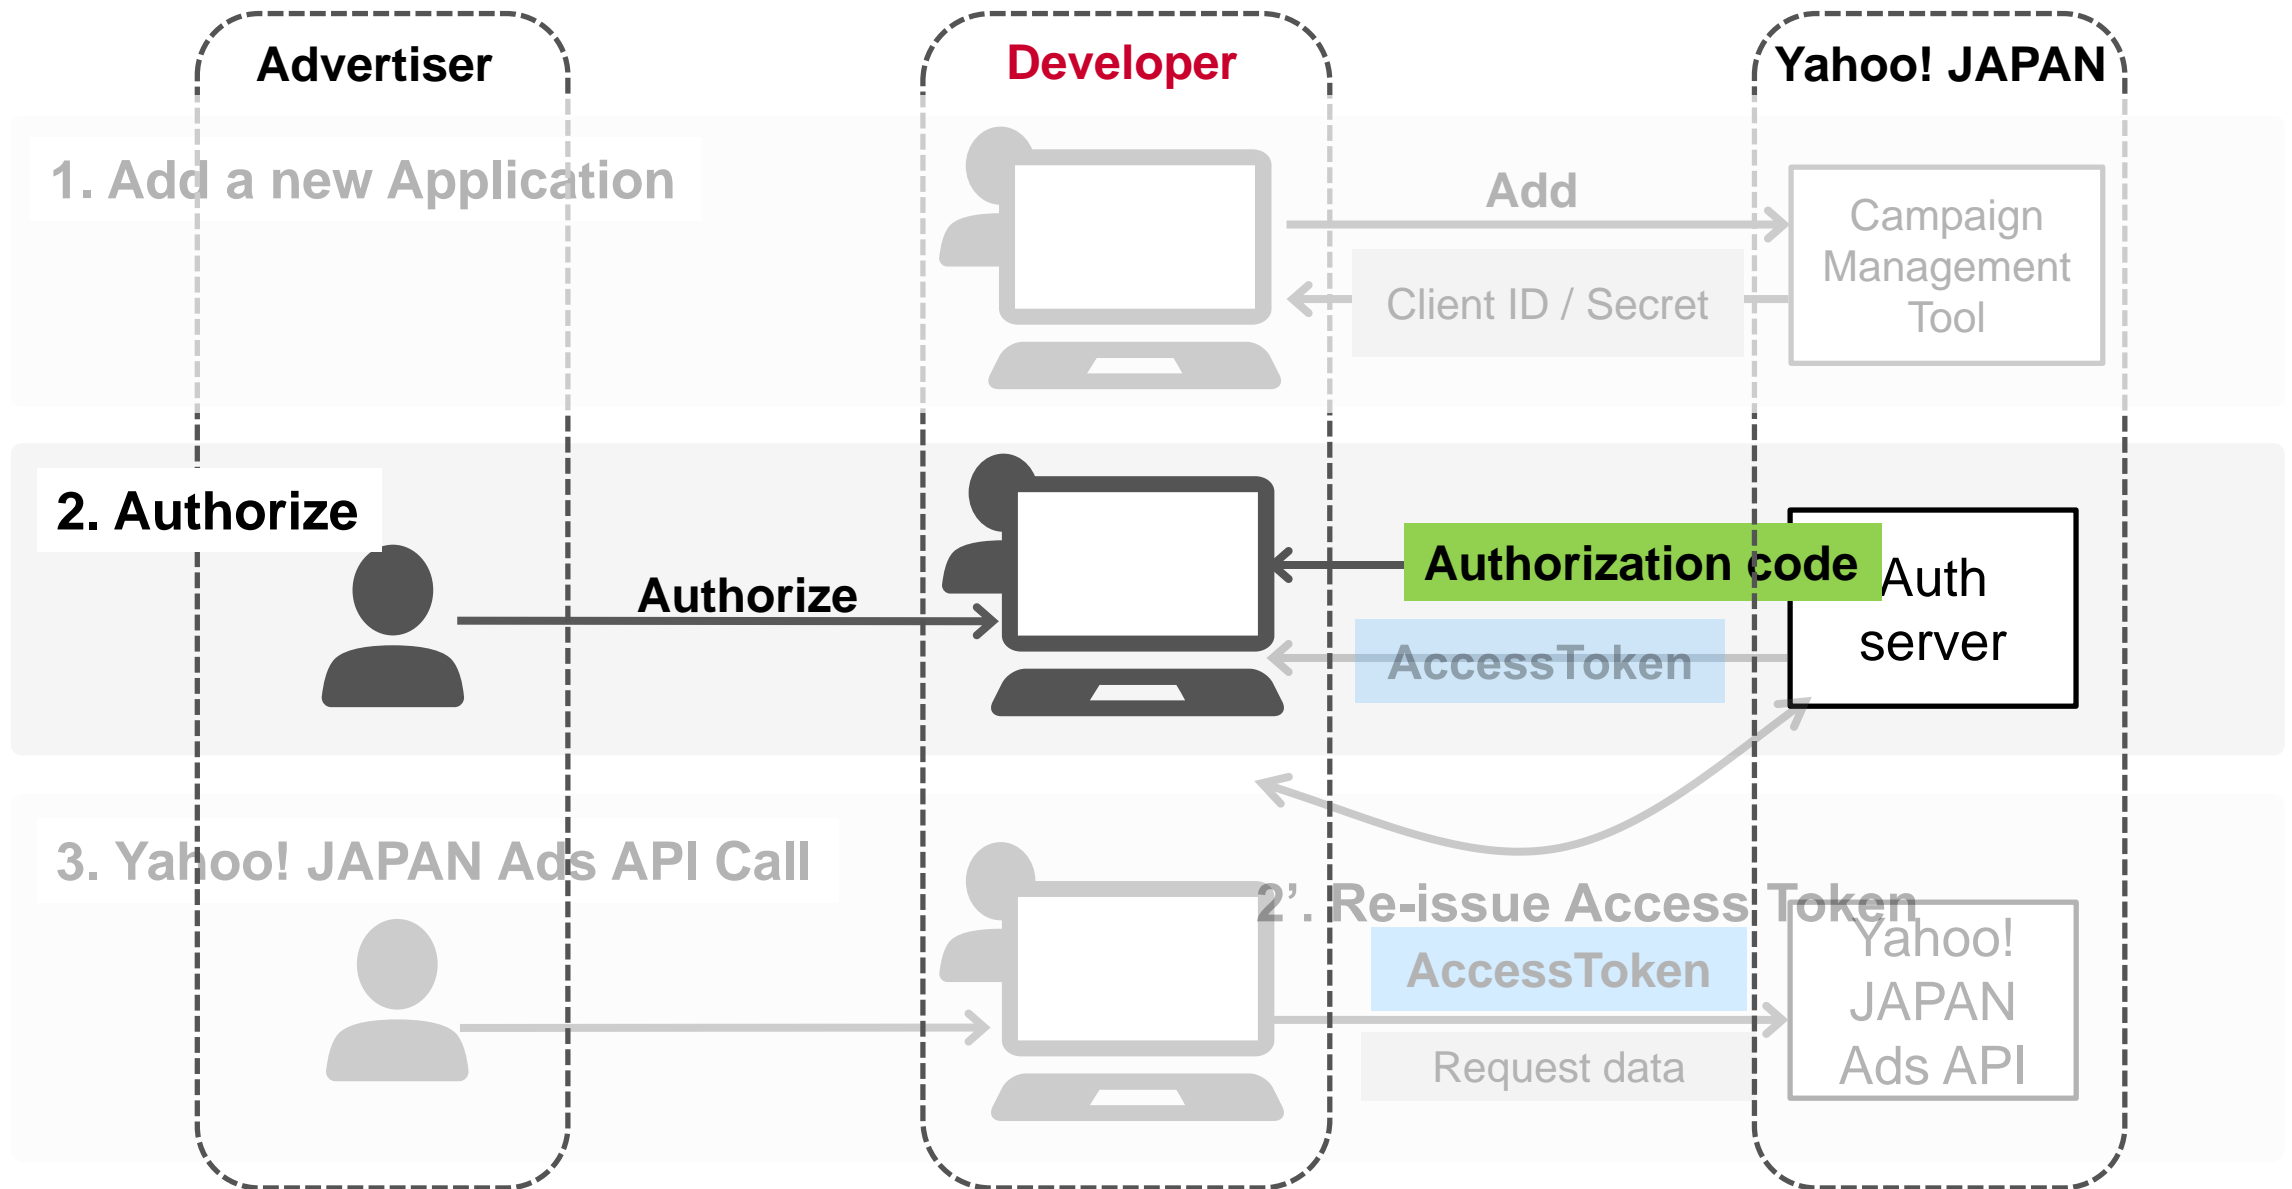 Advertiser
Developer
Yahoo! JAPAN
1. Add a new Application
Add
Client ID / Secret
Campaign
Management
Tool
2. Authorize
Authorize
Authorization code
AccessToken
Auth
server
3. Yahoo! JAPAN Ads API Call
2’. Re-issue Access Token
AccessToken
Request data
Yahoo!
JAPAN
Ads API